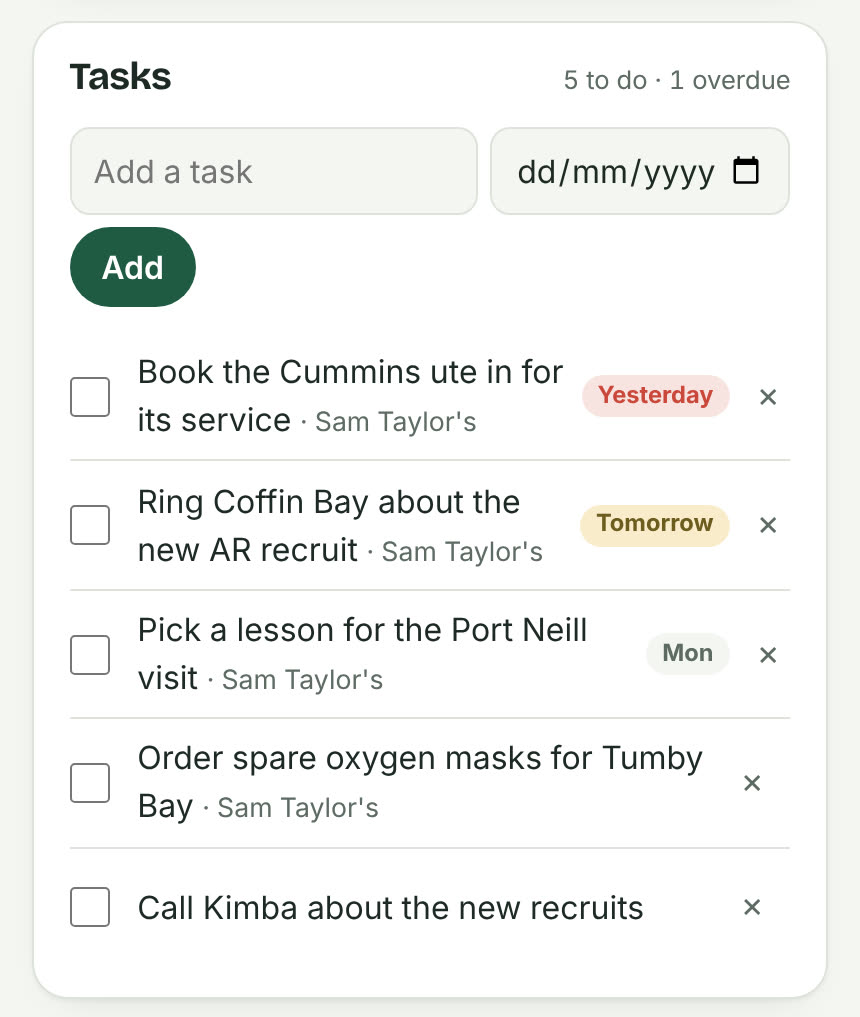 Tasks
5 to do · 1 overdue
Add a task
dd/mm/yyyy
Add
Book the Cummins ute in for
its service · Sam Taylor's
Yesterday
×
Ring Coffin Bay about the
new AR recruit · Sam Taylor's
Tomorrow
×
Pick a lesson for the Port Neill
visit · Sam Taylor's
Mon
×
Order spare oxygen masks for Tumby
Bay · Sam Taylor's
×
Call Kimba about the new recruits
×